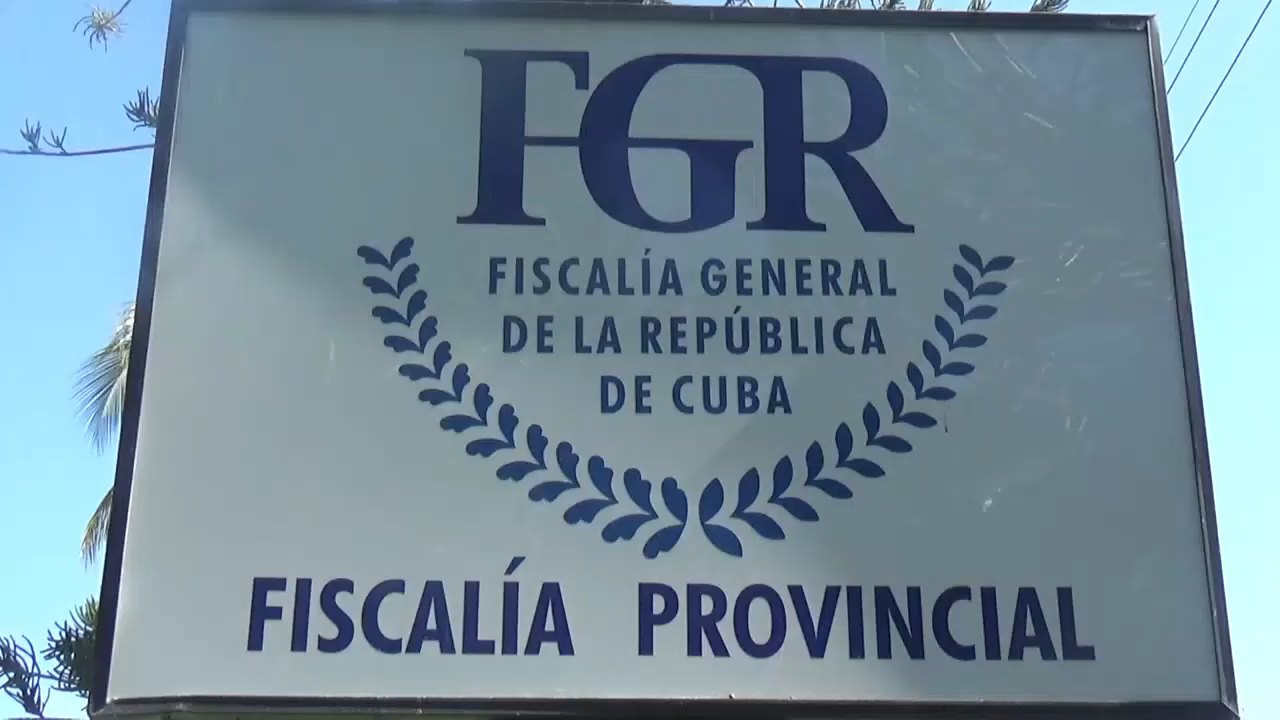 FGR
FISCALÍA GENERAL
DE LA REPÚBLICA
DE CUBA
FISCALÍA PROVINCIAL